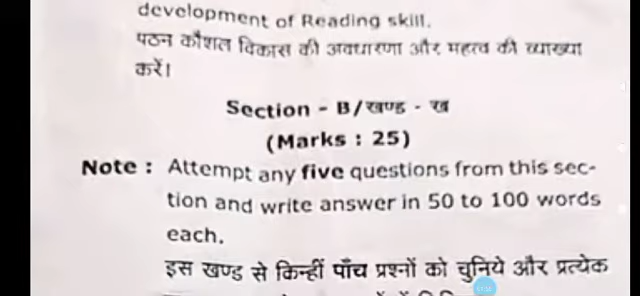 development of Reading skill.
पठन कौशल विकास की अवधारणा और महत्व की व्याख्या
करें।
Section - B/खण्ड - ख
(Marks : 25)
Note : Attempt any five questions from this sec-
tion and write answer in 50 to 100 words
each.
इस खण्ड से किन्हीं पाँच प्रश्नों को चुनिये और प्रत्येक